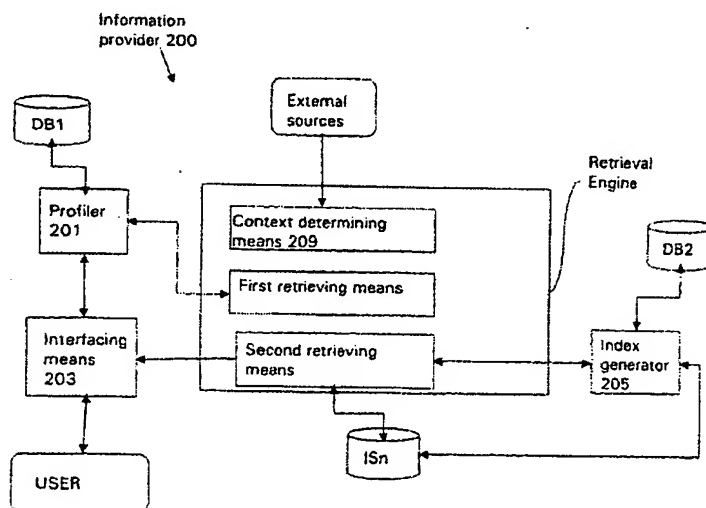 Information
provider 200
External
sources
DB1
Retrieval
Engine
Profiler
201
Context determining
means 209
DB2
First retrieving means
Interfacing
means 203
Second retrieving
means
Index
generator
205
ISn
USER